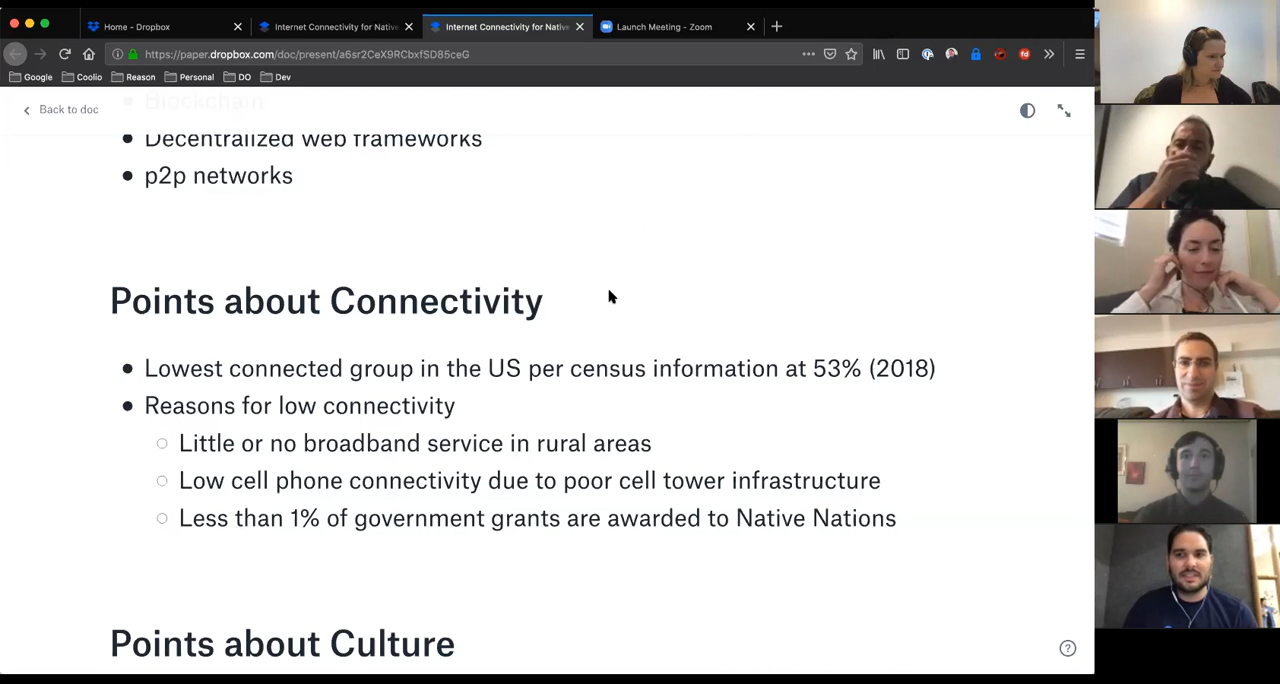 Home - Dropbox
Internet Connectivity for Native
Internet Connectivity for Native
Launch Meeting - Zoom
https://paper.dropbox.com/doc/present/a6sr2CeX9RCbxfSD85ceG
Google
Coolio
Reason
Personal
DO
Dev
Back to doc
Blockchain
Decentralized web frameworks
p2p networks
Points about Connectivity
Lowest connected group in the US per census information at 53% (2018)
Reasons for low connectivity
Little or no broadband service in rural areas
Low cell phone connectivity due to poor cell tower infrastructure
Less than 1% of government grants are awarded to Native Nations
Points about Culture